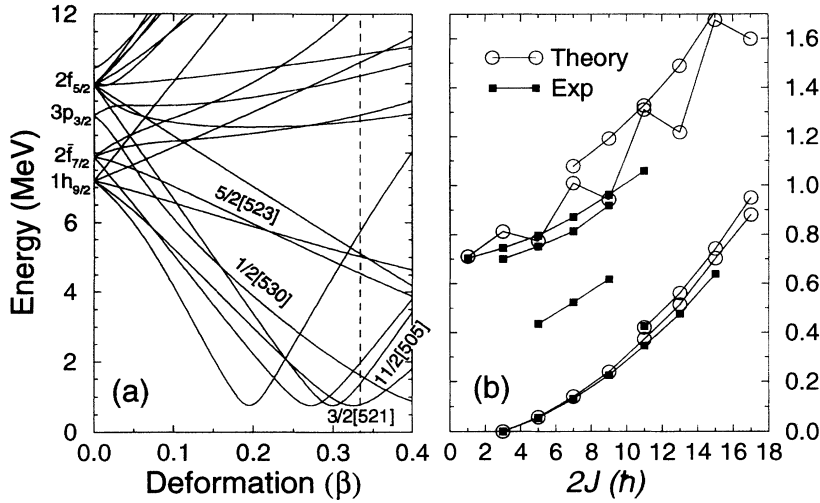 12
10
8
6
4
2
0
Energy (MeV)
2f5/2
3p3/2
2f̄7/2
1h9/2
5/2[523]
1/2[530]
11/2[505]
3/2[521]
(a)
0.0 0.1 0.2 0.3 0.4
Deformation (β)
Theory
Exp
(b)
1.6
1.4
1.2
1.0
0.8
0.6
0.4
0.2
0.0
0 2 4 6 8 10 12 14 16 18
2J (ħ)